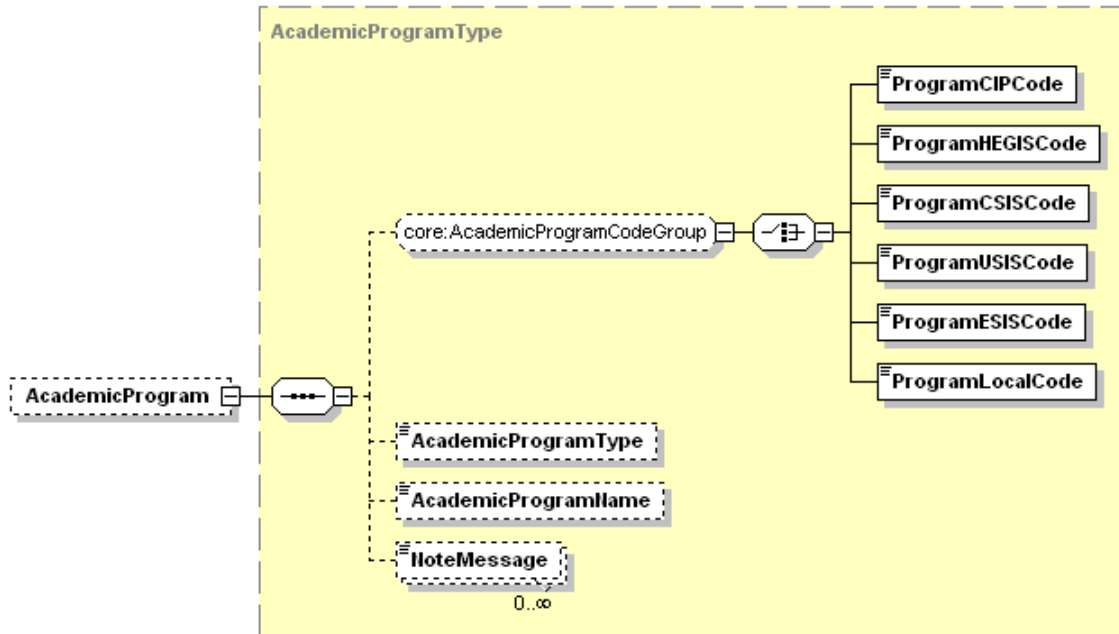 AcademicProgramType
ProgramCIPCode
ProgramHEGISCode
ProgramCSISCode
core:AcademicProgramCodeGroup
ProgramUSISCode
ProgramESISCode
ProgramLocalCode
AcademicProgram
AcademicProgramType
AcademicProgramName
NoteMessage
0..∞